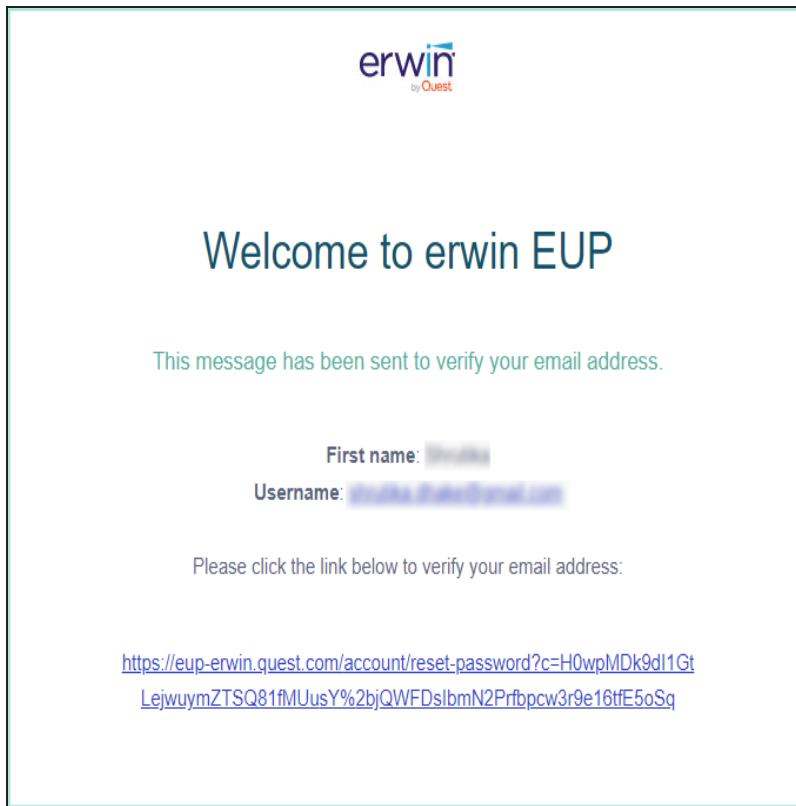 erwin
by Quest
Welcome to erwin EUP
This message has been sent to verify your email address.
First name:
Username:
Please click the link below to verify your email address:
https://eup-erwin.quest.com/account/reset-password?c=H0wpMDk9dI1Gt
LejwuymZTSQ81fMUusY%2bjQWFDsIbmN2Prfbpcw3r9e16tfE5oSq